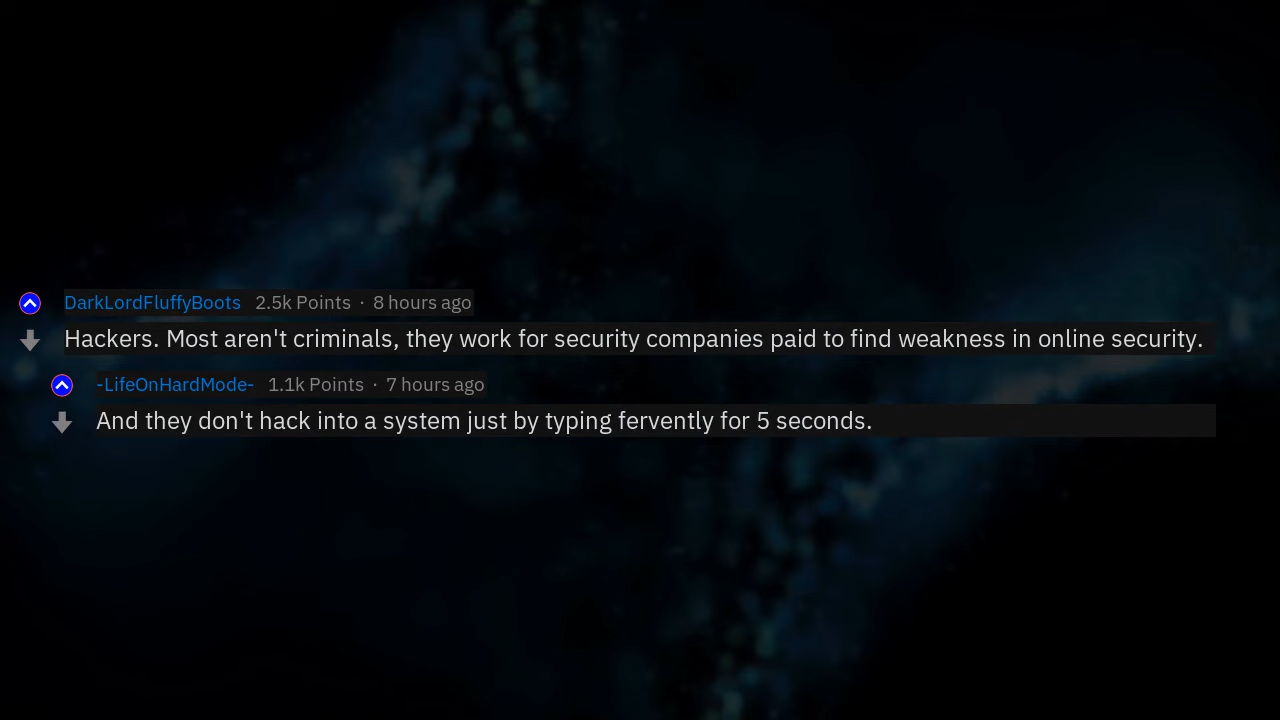 DarkLordFluffyBoots 2.5k Points · 8 hours ago
Hackers. Most aren't criminals, they work for security companies paid to find weakness in online security.
-LifeOnHardMode- 1.1k Points · 7 hours ago
And they don't hack into a system just by typing fervently for 5 seconds.